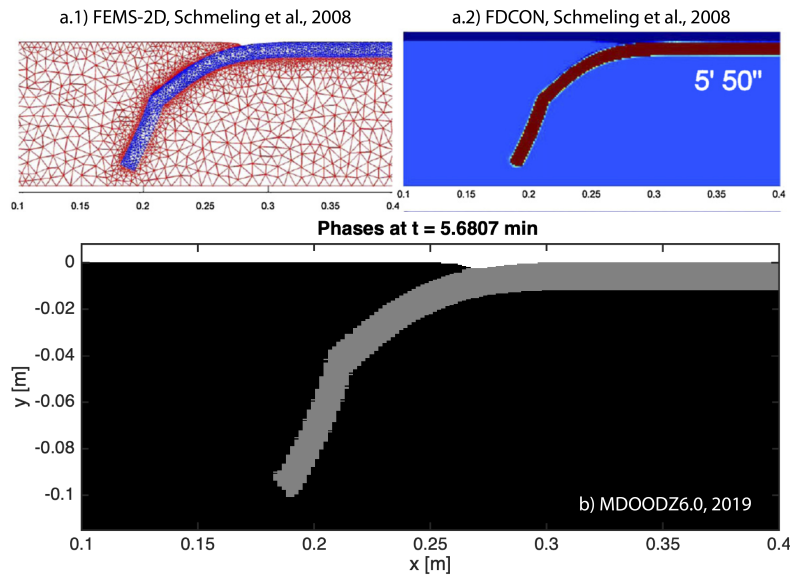 a.1) FEMS-2D, Schmeling et al., 2008
a.2) FDCON, Schmeling et al., 2008
5' 50"
0.1 0.15 0.2 0.25 0.3 0.35 0.4
0.1 0.15 0.2 0.25 0.3 0.35 0.4
Phases at t = 5.6807 min
0
-0.02
-0.04
-0.06
-0.08
-0.1
y [m]
b) MDOODZ6.0, 2019
0.1 0.15 0.2 0.25 0.3 0.35 0.4
x [m]